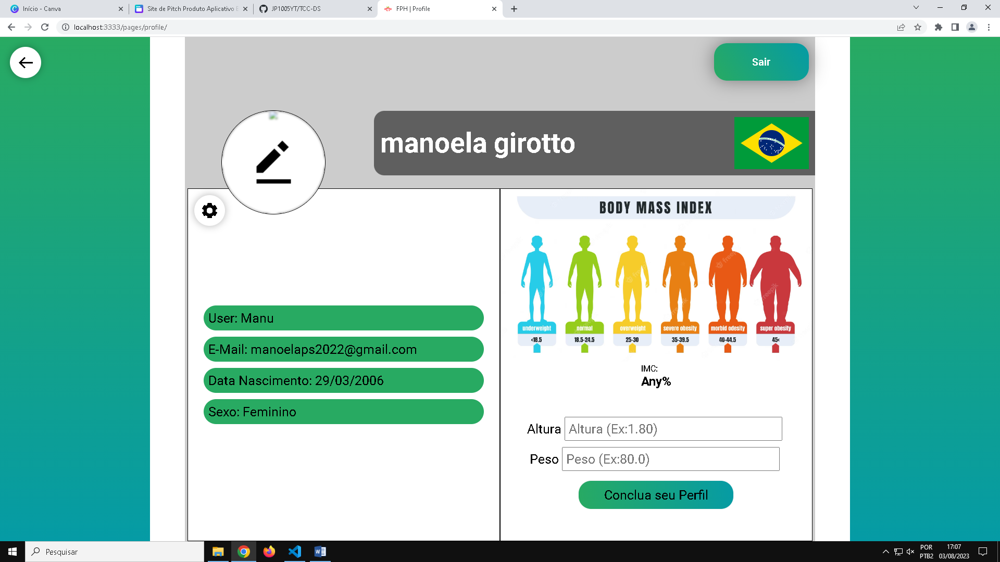 Início - Canva
Site de Pitch Produto Aplicativo
JP1005YT/TCC-DS
FPH | Profile
localhost:3333/pages/profile/
Sair
manoela girotto
BODY MASS INDEX
underweight
normal
overweight
severe obesity
morbid odesity
super obesity
<18.5
18.5-24.5
25-30
35-39.5
40-44.5
45<
User: Manu
E-Mail: manoelaps2022@gmail.com
Data Nascimento: 29/03/2006
Sexo: Feminino
IMC:
Any%
Altura Altura (Ex:1.80)
Peso Peso (Ex:80.0)
Conclua seu Perfil
Pesquisar
POR
PTB2
17:07
03/08/2023